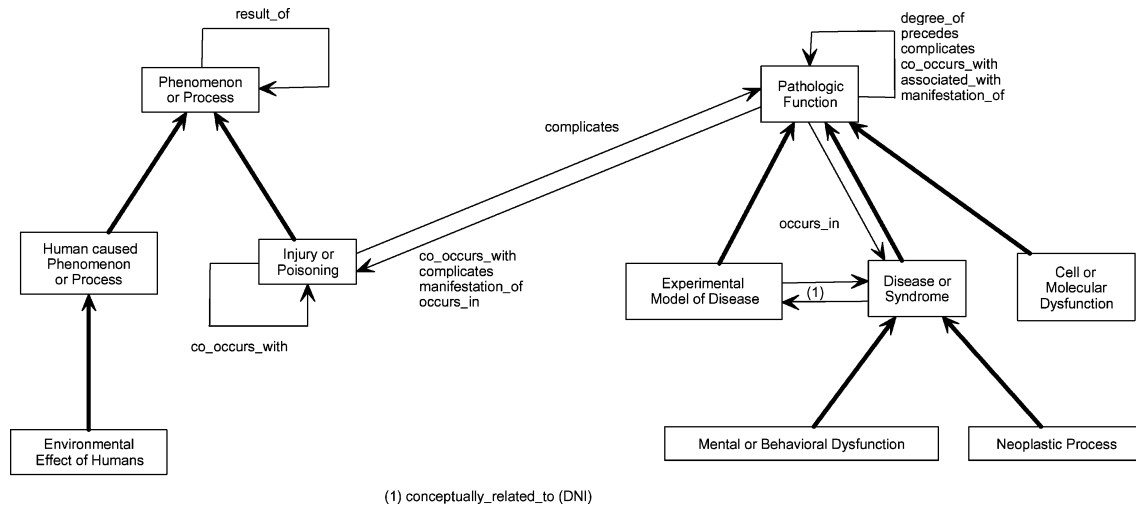 result_of
Phenomenon
or Process
degree_of
precedes
complicates
co_occurs_with
associated_with
manifestation_of
Pathologic
Function
complicates
Human caused
Phenomenon
or Process
Injury or
Poisoning
co_occurs_with
complicates
manifestation_of
occurs_in
occurs_in
Experimental
Model of Disease
(1)
Disease or
Syndrome
Cell or
Molecular
Dysfunction
co_occurs_with
Environmental
Effect of Humans
Mental or Behavioral Dysfunction
Neoplastic Process
(1) conceptually_related_to (DNI)